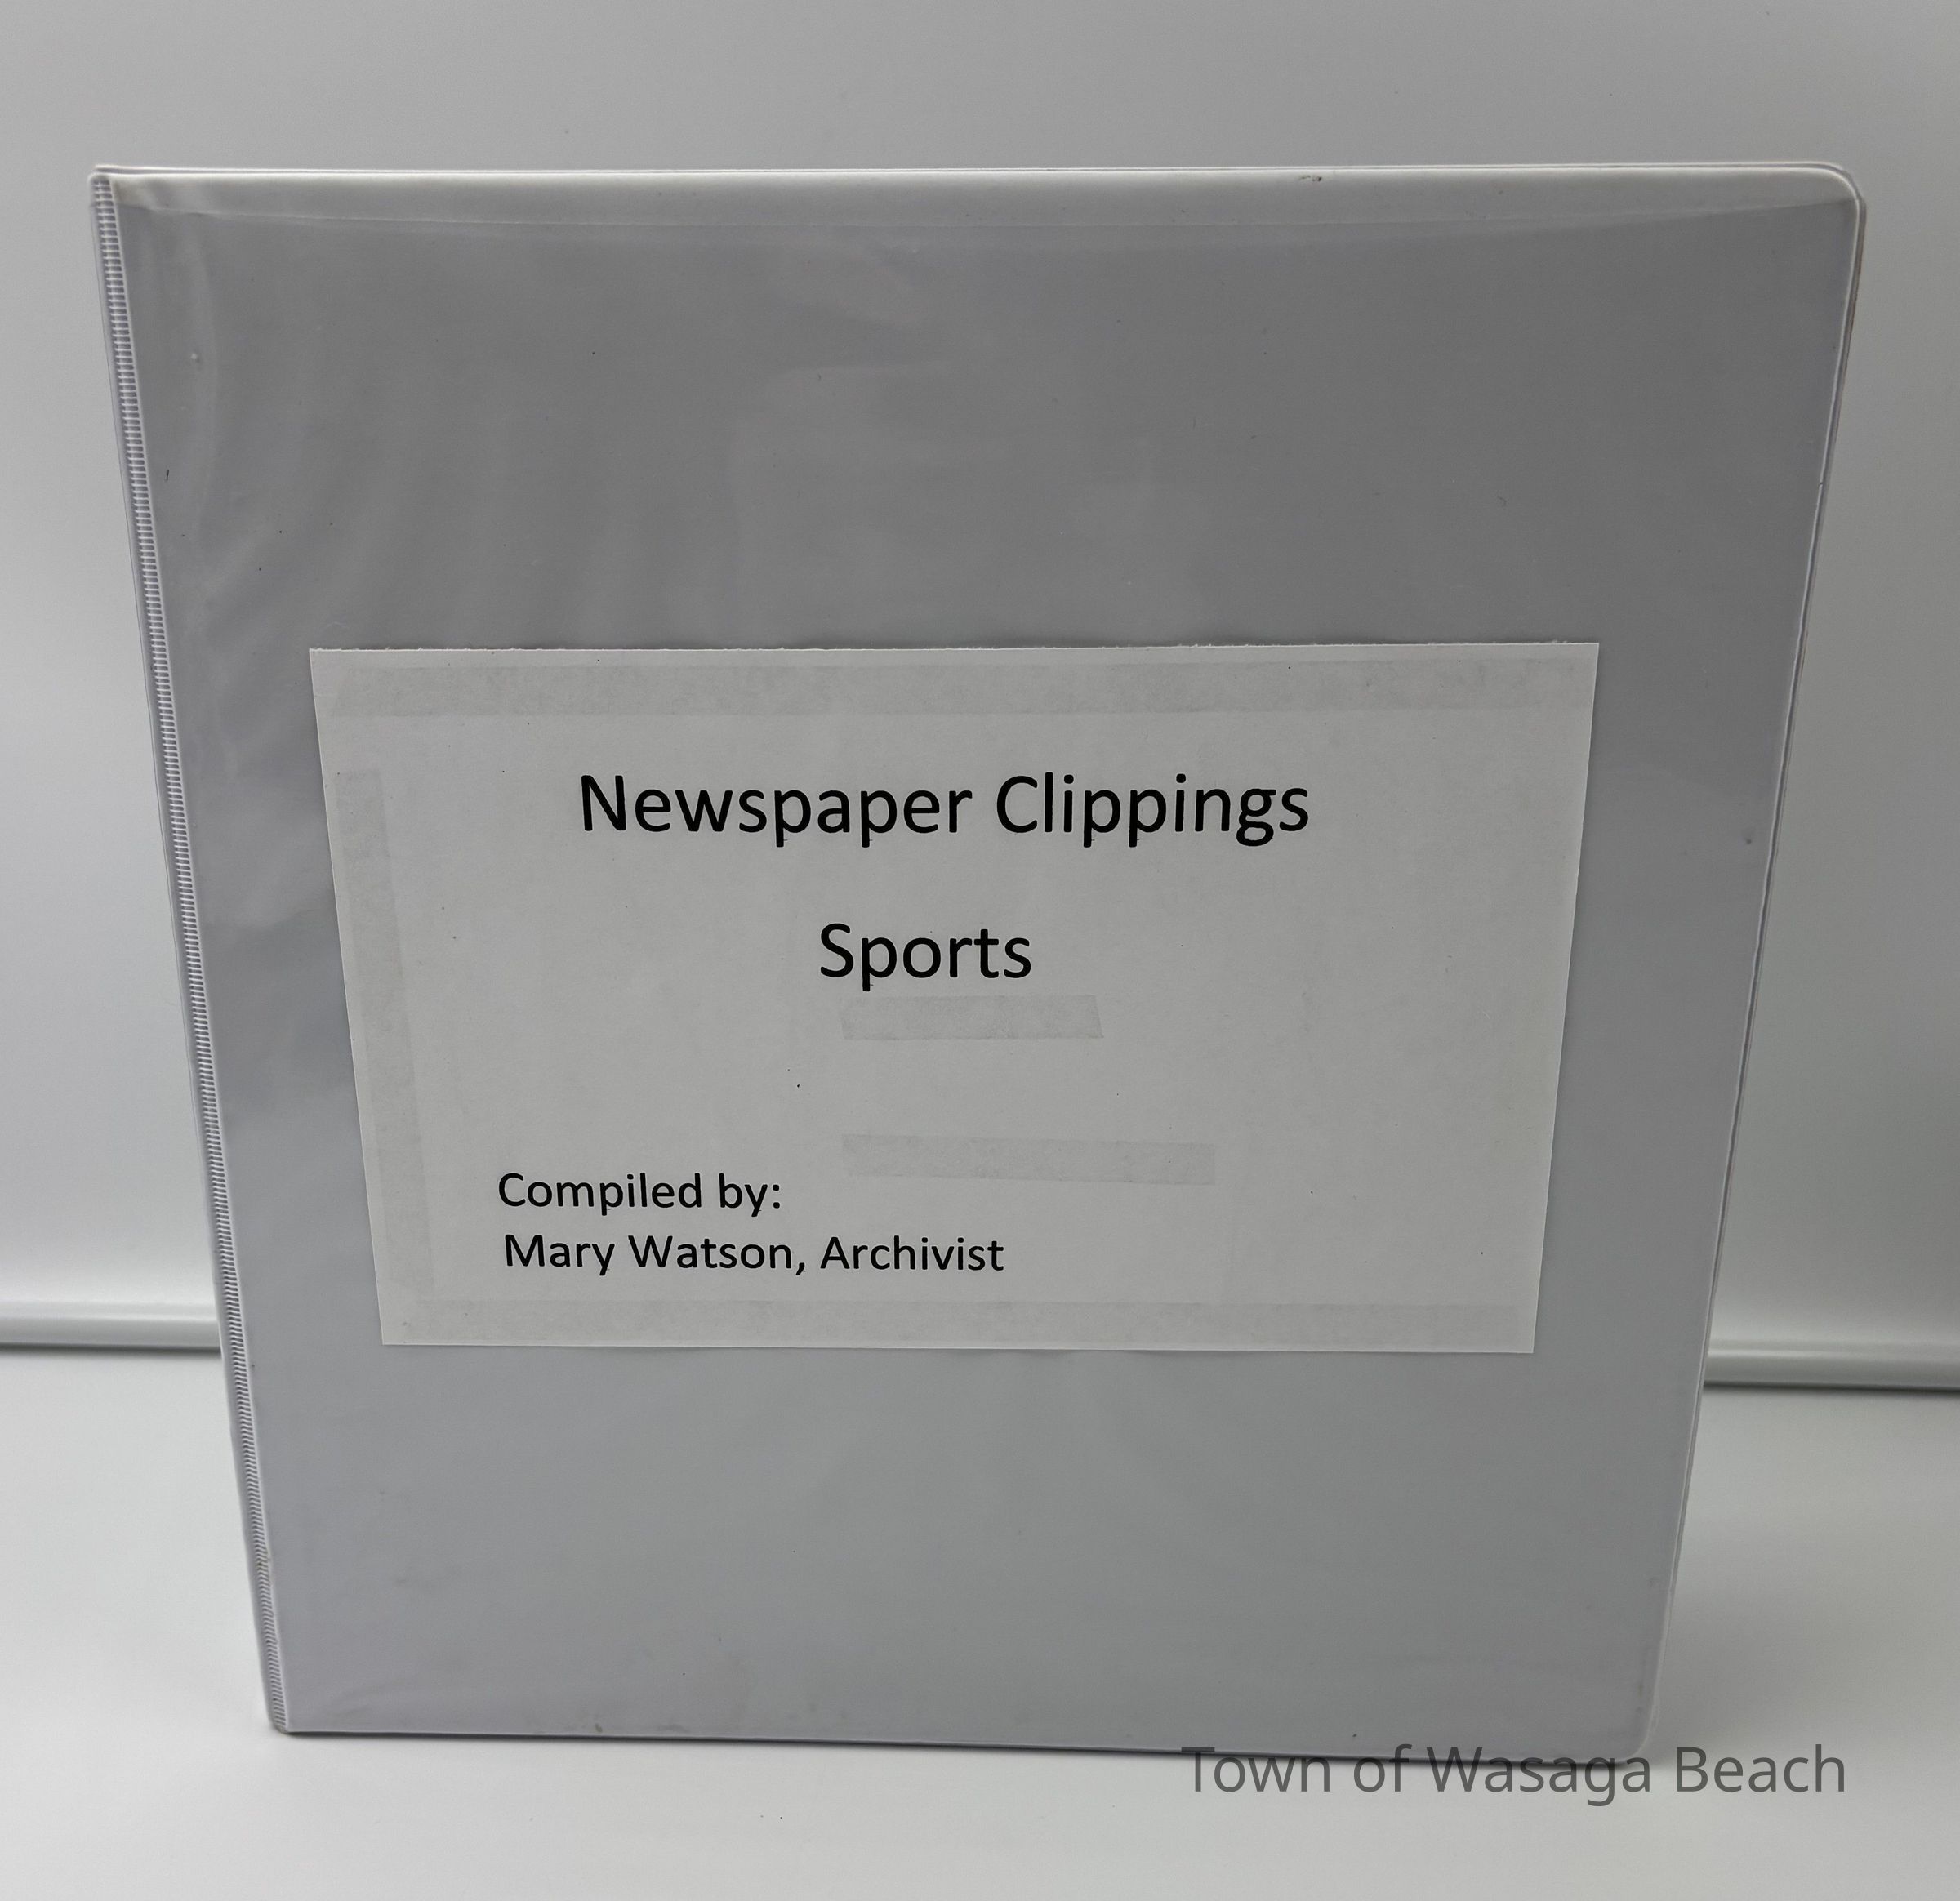 Newspaper Clippings
Sports
Compiled by:
Mary Watson, Archivist
Town of Wasaga Beach